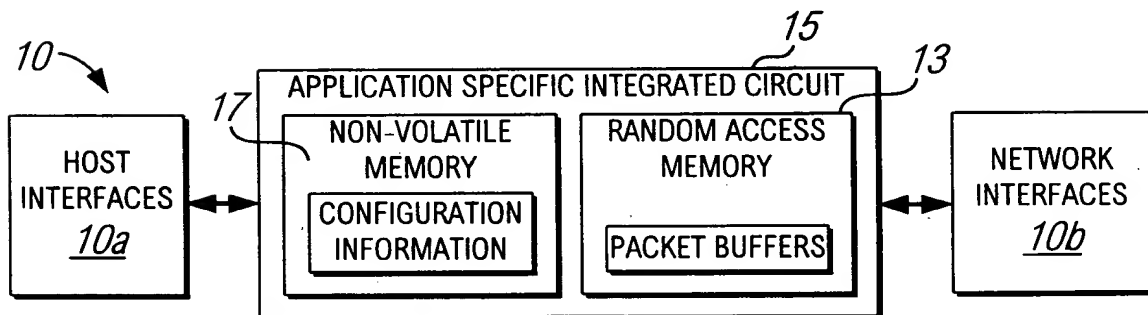 10
15
APPLICATION SPECIFIC INTEGRATED CIRCUIT
13
17
NON-VOLATILE
MEMORY
CONFIGURATION
INFORMATION
RANDOM ACCESS
MEMORY
PACKET BUFFERS
HOST
INTERFACES
10a
NETWORK
INTERFACES
10b